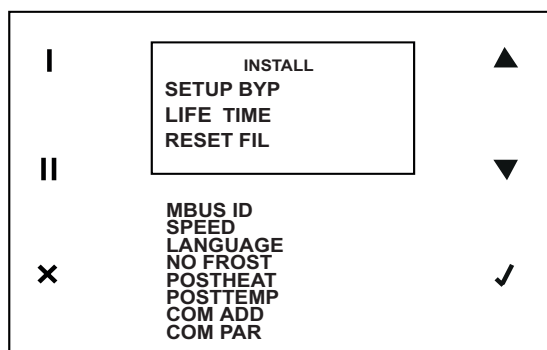 I
INSTALL
SETUP BYP
LIFE TIME
RESET FIL
II
MBUS ID
SPEED
LANGUAGE
NO FROST
POSTHEAT
POSTTEMP
COM ADD
COM PAR